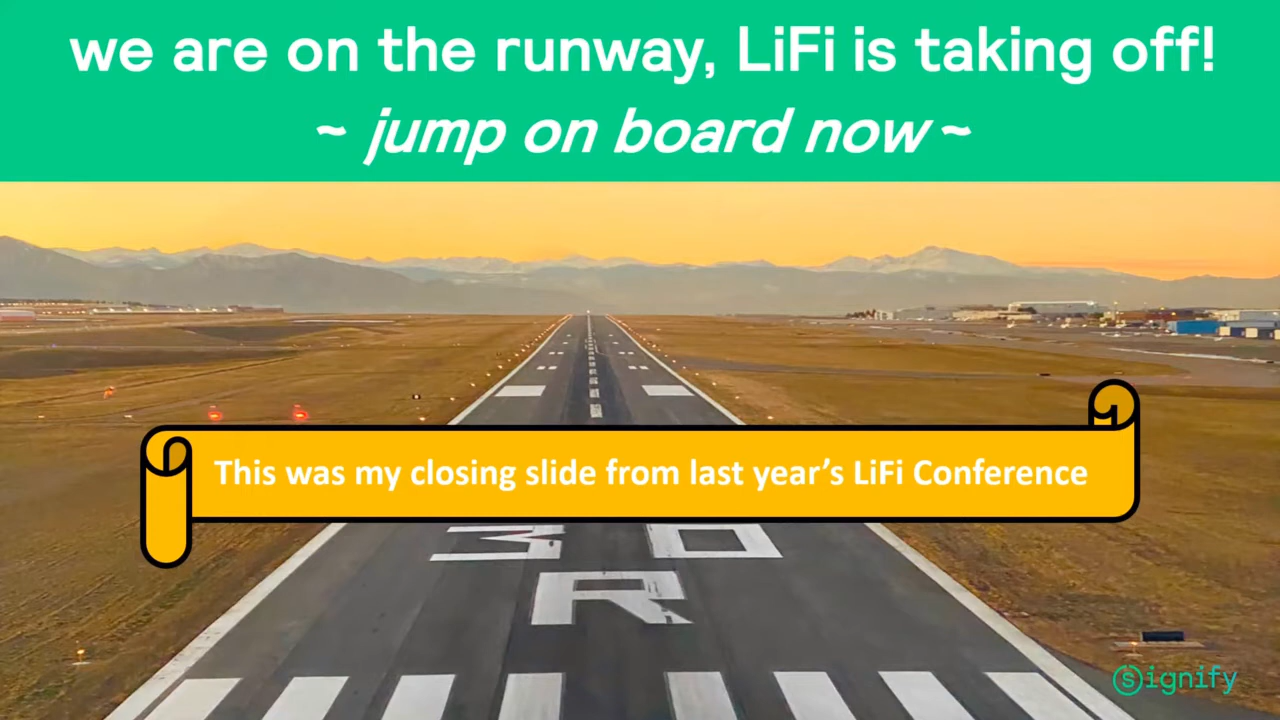 we are on the runway, LiFi is taking off!
~ jump on board now ~
This was my closing slide from last year’s LiFi Conference
30
R
Signify